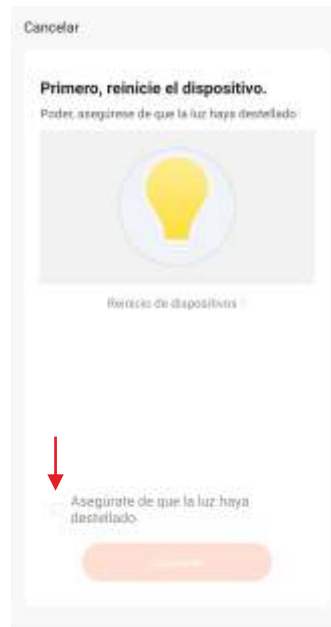 Cancelar
Primero, reinicie el dispositivo.
Poder, asegúrese de que la luz haya destellado
Reinicio de dispositivos
Asegúrate de que la luz haya
destellado